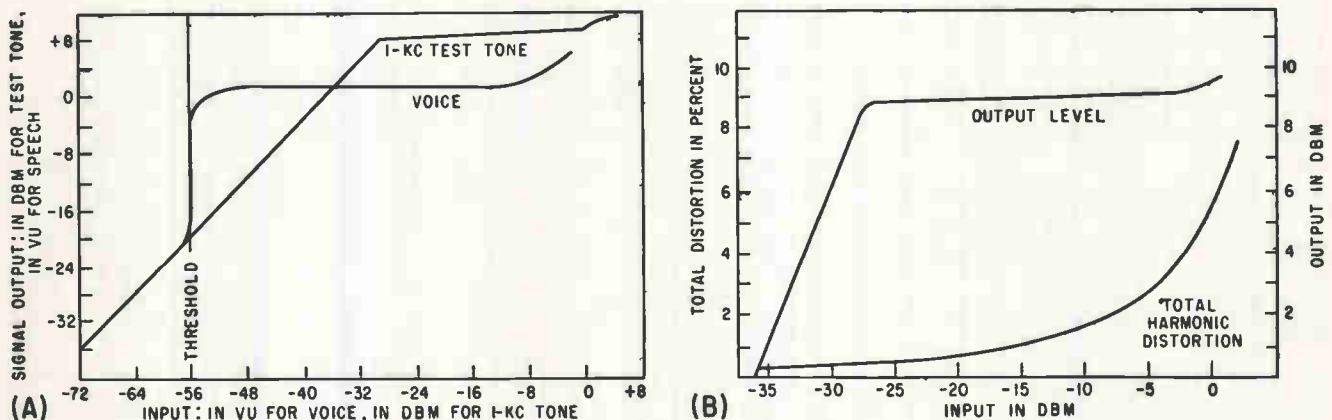 SIGNAL OUTPUT: IN DBM FOR TEST TONE,
IN VU FOR SPEECH
+8
0
-8
-16
-24
-32
1-KC TEST TONE
VOICE
THRESHOLD
-72 -64 -56 -48 -40 -32 -24 -16 -8 0 +8
(A) INPUT: IN VU FOR VOICE, IN DBM FOR 1-KC TONE
TOTAL DISTORTION IN PERCENT
10
8
6
4
2
OUTPUT LEVEL
TOTAL
HARMONIC
DISTORTION
10
8
6
4
2
OUTPUT IN DBM
-35 -30 -25 -20 -15 -10 -5 0
(B) INPUT IN DBM